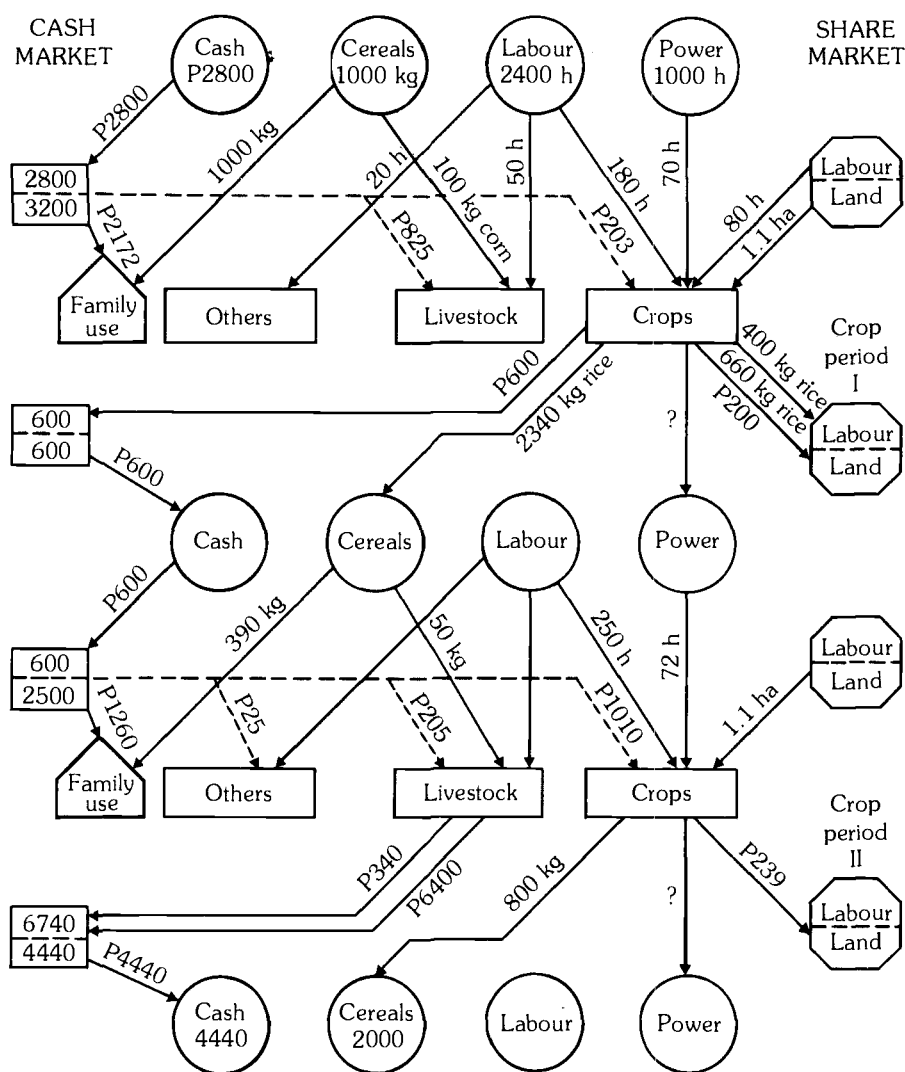 CASH
MARKET
Cash
P2800
Cereals
1000 kg
Labour
2400 h
Power
1000 h
SHARE
MARKET
P2800
1000 kg
20 h
100 kg corn
50 h
180 h
70 h
80 h
1.1 ha
Labour
Land
2800
3200
P2172
P825
P203
Family
use
Others
Livestock
Crops
Crop
period
I
P600
2340 kg rice
?
400 kg rice
660 kg rice
P200
Labour
Land
600
600
P600
Cash
Cereals
Labour
Power
P600
390 kg
50 kg
250 h
72 h
1.1 ha
Labour
Land
600
2500
P1260
P25
P205
P1010
Family
use
Others
Livestock
Crops
Crop
period
II
P340
P6400
800 kg
?
P239
Labour
Land
6740
4440
P4440
Cash
4440
Cereals
2000
Labour
Power